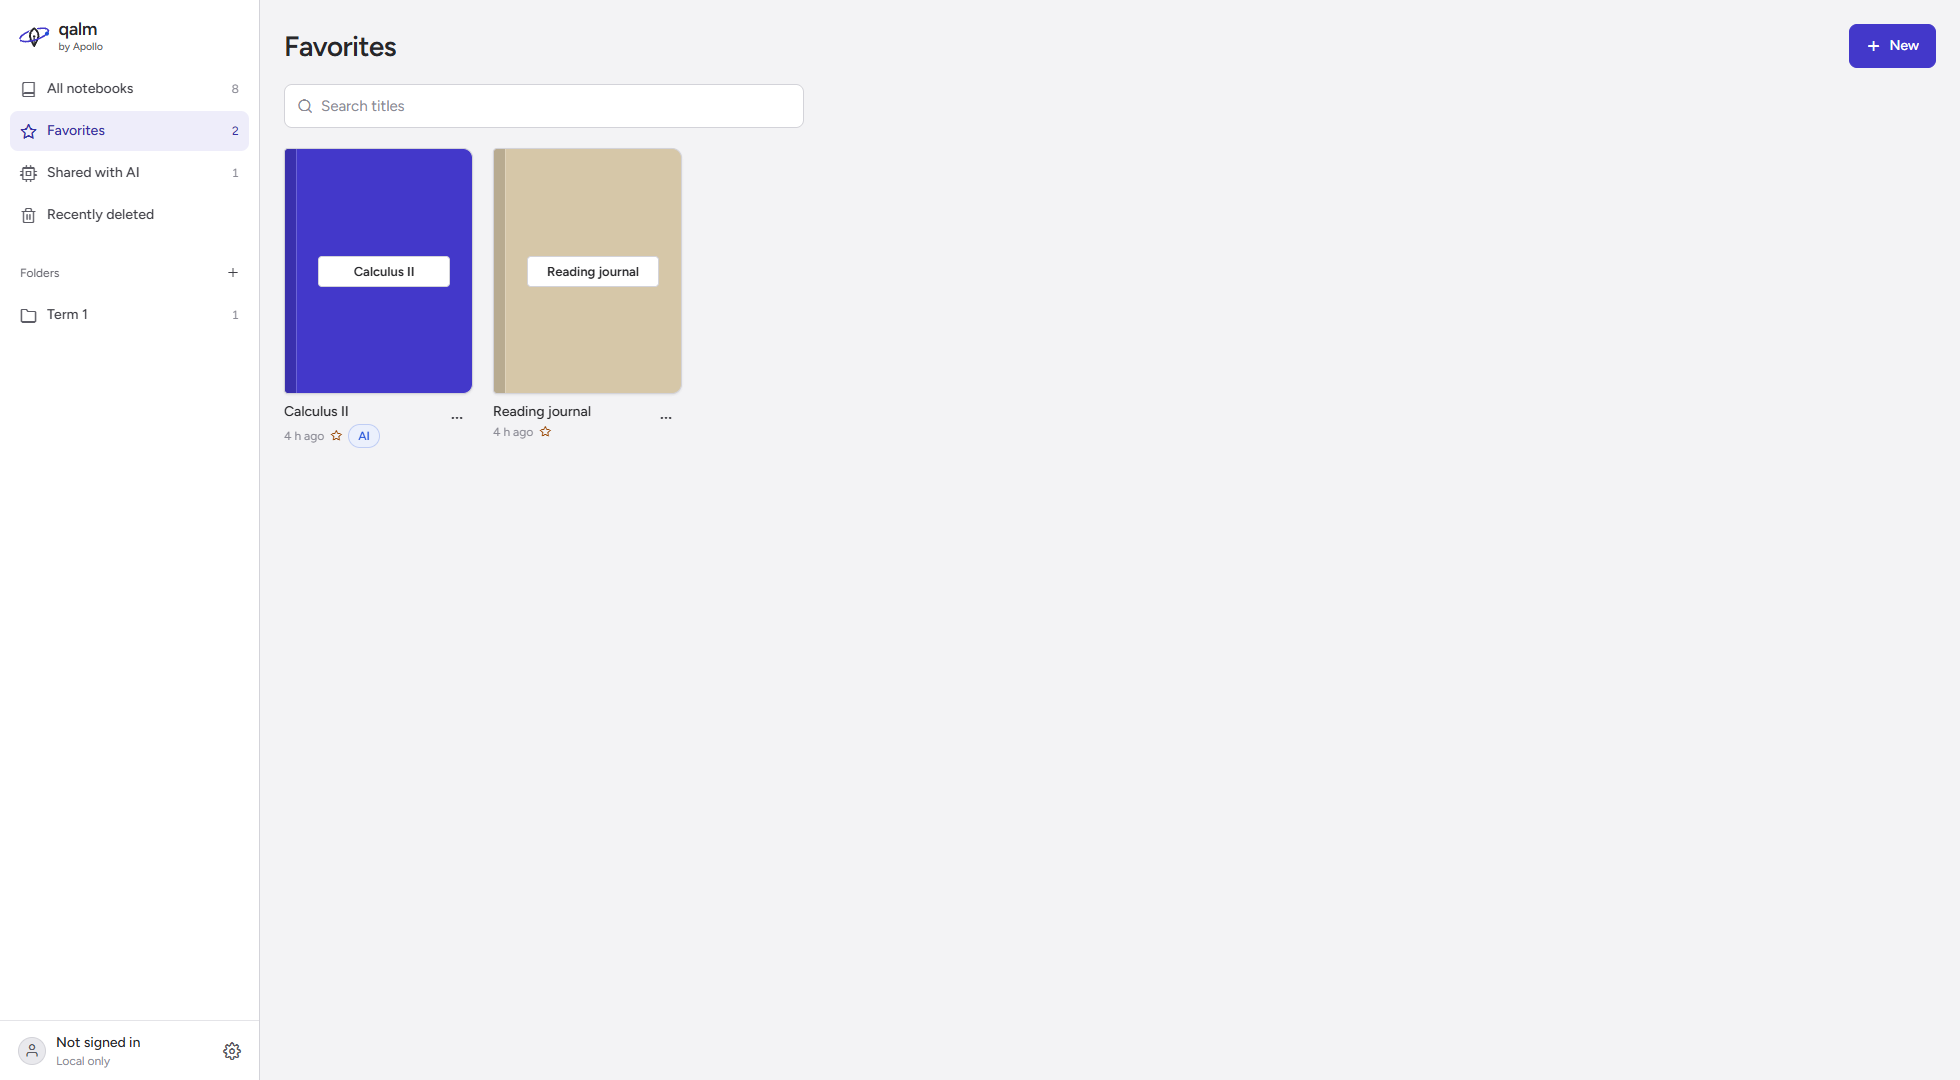 qalm
by Apollo
All notebooks 8
Favorites 2
Shared with AI 1
Recently deleted
Folders +
Term 1 1
Not signed in
Local only
Favorites
+ New
Search titles
Calculus II
Reading journal
Calculus II ...
4 h ago AI
Reading journal ...
4 h ago